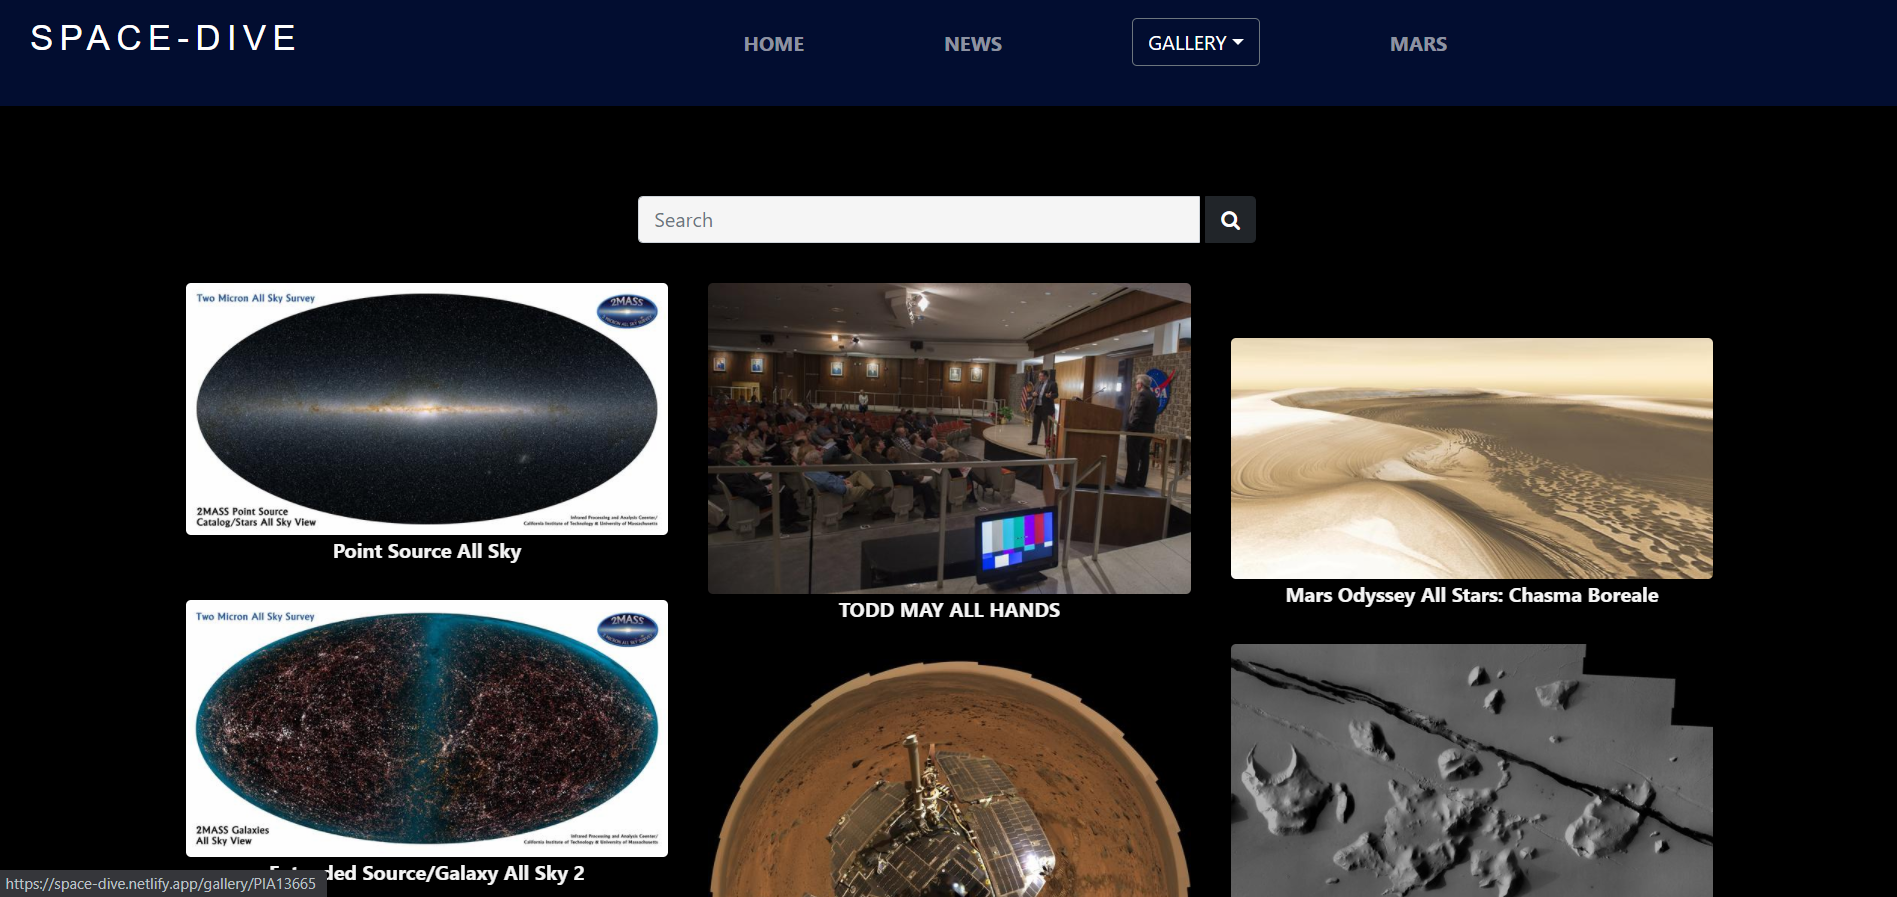 SPACE-DIVE
HOME
NEWS
GALLERY
MARS
Search
Two Micron All Sky Survey
2MASS
2MASS Point Source
Catalog/Stars All Sky View
Infrared Processing and Analysis Center/
California Institute of Technology & University of Massachusetts
Point Source All Sky
NASA
TODD MAY ALL HANDS
Mars Odyssey All Stars: Chasma Boreale
Two Micron All Sky Survey
2MASS
2MASS Galaxies
All Sky View
Infrared Processing and Analysis Center/
California Institute of Technology & University of Massachusetts
ded Source/Galaxy All Sky 2
https://space-dive.netlify.app/gallery/PIA13665